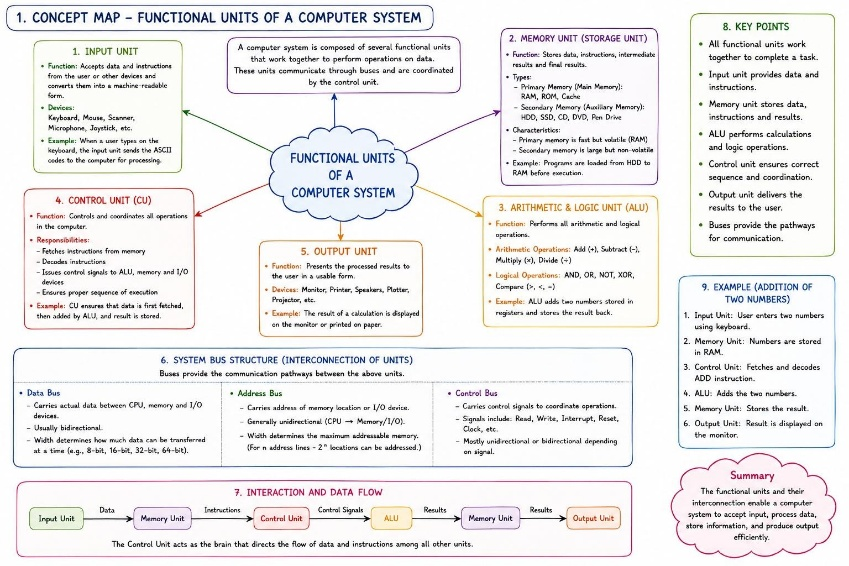 1. CONCEPT MAP – FUNCTIONAL UNITS OF A COMPUTER SYSTEM
1. INPUT UNIT
• Function: Accepts data and instructions
from the user or other devices and
converts them into a machine-readable
form.
• Devices:
Keyboard, Mouse, Scanner,
Microphone, Joystick, etc.
• Example: When a user types on the
keyboard, the input unit sends the ASCII
codes to the computer for processing.
A computer system is composed of several functional units
that work together to perform operations on data.
These units communicate through buses and are coordinated
by the control unit.
2. MEMORY UNIT (STORAGE UNIT)
• Function: Stores data, instructions, intermediate
results and final results.
• Types:
– Primary Memory (Main Memory):
RAM, ROM, Cache
– Secondary Memory (Auxiliary Memory):
HDD, SSD, CD, DVD, Pen Drive
• Characteristics:
– Primary memory is fast but volatile (RAM)
– Secondary memory is large but non-volatile
• Example: Programs are loaded from HDD to
RAM before execution.
FUNCTIONAL UNITS
OF A
COMPUTER SYSTEM
4. CONTROL UNIT (CU)
• Function: Controls and coordinates all operations
in the computer.
• Responsibilities:
– Fetches instructions from memory
– Decodes instructions
– Issues control signals to ALU, memory and I/O
devices
– Ensures proper sequence of execution
• Example: CU ensures that data is first fetched,
then added by ALU, and result is stored.
5. OUTPUT UNIT
• Function: Presents the processed results to
the user in a usable form.
• Devices: Monitor, Printer, Speakers, Plotter,
Projector, etc.
• Example: The result of a calculation is displayed
on the monitor or printed on paper.
3. ARITHMETIC & LOGIC UNIT (ALU)
• Function: Performs all arithmetic and logical
operations.
• Arithmetic Operations: Add (+), Subtract (−),
Multiply (×), Divide (÷)
• Logical Operations: AND, OR, NOT, XOR,
Compare (>, <, =)
• Example: ALU adds two numbers stored in
registers and stores the result back.
6. SYSTEM BUS STRUCTURE (INTERCONNECTION OF UNITS)
Buses provide the communication pathways between the above units.
• Data Bus
– Carries actual data between CPU, memory and I/O
devices.
– Usually bidirectional.
– Width determines how much data can be transferred
at a time (e.g., 8-bit, 16-bit, 32-bit, 64-bit).
• Address Bus
– Carries address of memory location or I/O device.
– Generally unidirectional (CPU → Memory/I/O).
– Width determines the maximum addressable memory.
(For n address lines – 2ⁿ locations can be addressed.)
• Control Bus
– Carries control signals to coordinate operations.
– Signals include: Read, Write, Interrupt, Reset,
Clock, etc.
– Mostly unidirectional or bidirectional depending
on signal.
7. INTERACTION AND DATA FLOW
Input Unit Data Memory Unit Instructions Control Unit Control Signals ALU Results Memory Unit Results Output Unit
The Control Unit acts as the brain that directs the flow of data and instructions among all other units.
8. KEY POINTS
• All functional units work
together to complete a task.
• Input unit provides data and
instructions.
• Memory unit stores data,
instructions and results.
• ALU performs calculations
and logic operations.
• Control unit ensures correct
sequence and coordination.
• Output unit delivers the
results to the user.
• Buses provide the pathways
for communication.
9. EXAMPLE (ADDITION OF
TWO NUMBERS)
1. Input Unit: User enters two numbers
using keyboard.
2. Memory Unit: Numbers are stored
in RAM.
3. Control Unit: Fetches and decodes
ADD instruction.
4. ALU: Adds the two numbers.
5. Memory Unit: Stores the result.
6. Output Unit: Result is displayed on
the monitor.
Summary
The functional units and their
interconnection enable a computer
system to accept input, process data,
store information, and produce output
efficiently.